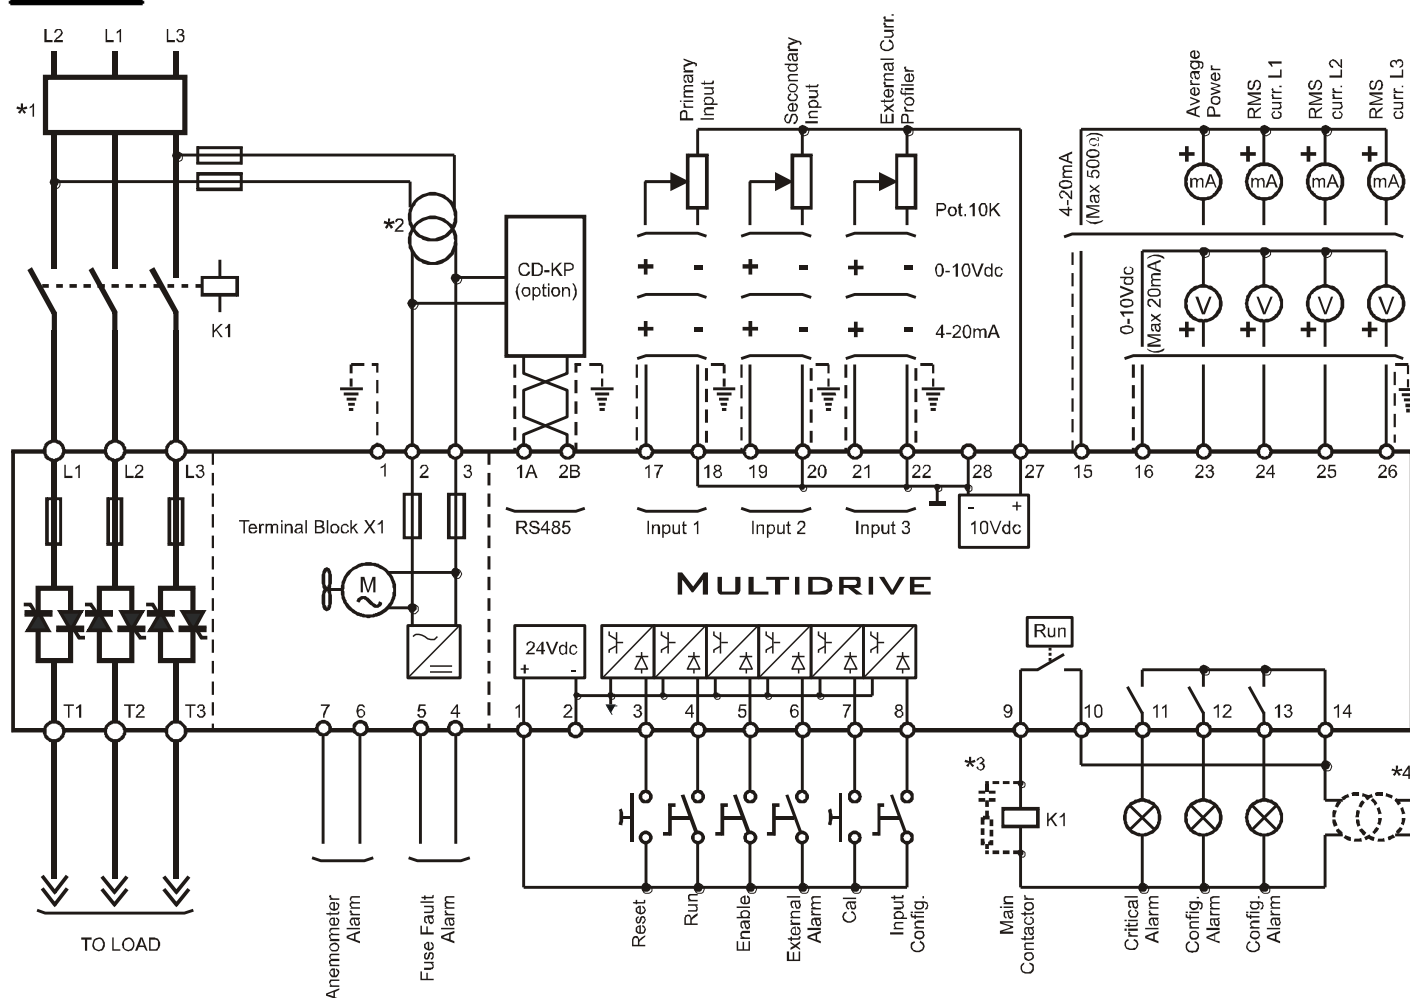 L2 L1 L3
*1
*2
K1
CD-KP
(option)
Primary
Input
Secondary
Input
External Curr.
Profiler
Pot.10K
+ - + - + - 0-10Vdc
+ - + - + - 4-20mA
4-20mA
(Max 500Ω)
Average
Power
RMS
curr. L1
RMS
curr. L2
RMS
curr. L3
+ + + +
mA mA mA mA
0-10Vdc
(Max 20mA)
V V V V
+ + + +
L1 L2 L3 1 2 3 1A 2B 17 18 19 20 21 22 28 27 15 16 23 24 25 26
Terminal Block X1
RS485
Input 1
Input 2
Input 3
- +
10Vdc
M
MULTIDRIVE
24Vdc
+ -
Run
T1 T2 T3 7 6 5 4 1 2 3 4 5 6 7 8 9 10 11 12 13 14
*3
K1
*4
TO LOAD
Anemometer
Alarm
Fuse Fault
Alarm
Reset
Run
Enable
External
Alarm
Cal
Input
Config.
Main
Contactor
Critical
Alarm
Config.
Alarm
Config.
Alarm